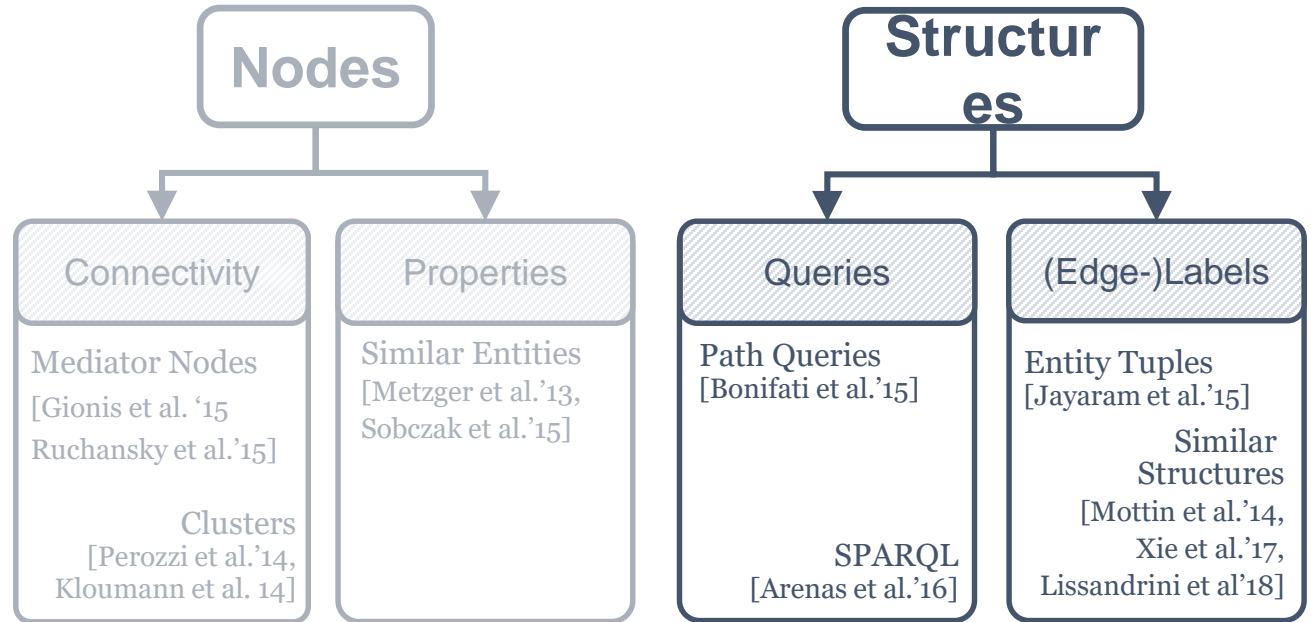 Nodes
Connectivity
Mediator Nodes
[Gionis et al. ‘15
Ruchansky et al.’15]
Clusters
[Perozzi et al.’14,
Kloumann et al. 14]
Properties
Similar Entities
[Metzger et al.’13,
Sobczak et al.’15]
Structur
es
Queries
Path Queries
[Bonifati et al.’15]
SPARQL
[Arenas et al.’16]
(Edge-)Labels
Entity Tuples
[Jayaram et al.’15]
Similar
Structures
[Mottin et al.’14,
Xie et al.’17,
Lissandrini et al’18]